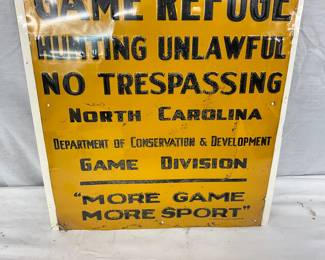 GAME REFUGE
HUNTING UNLAWFUL
NO TRESPASSING
NORTH CAROLINA
DEPARTMENT OF CONSERVATION & DEVELOPMENT
GAME DIVISION
"MORE GAME
MORE SPORT"